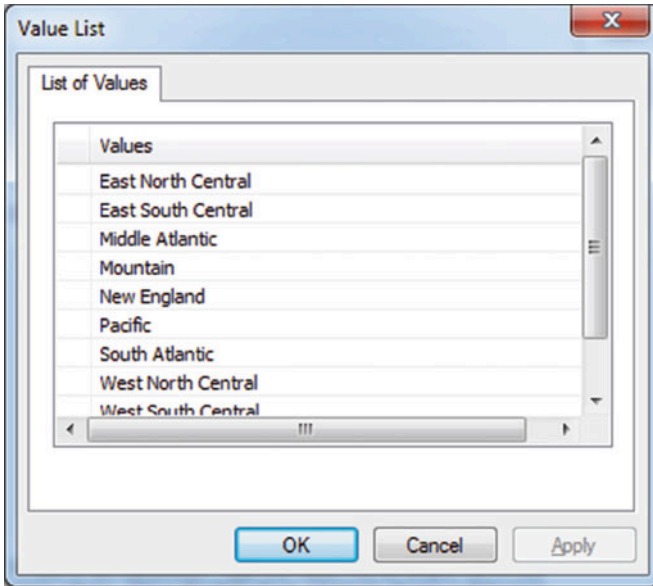 Value List
List of Values
Values
East North Central
East South Central
Middle Atlantic
Mountain
New England
Pacific
South Atlantic
West North Central
West South Central
OK Cancel Apply